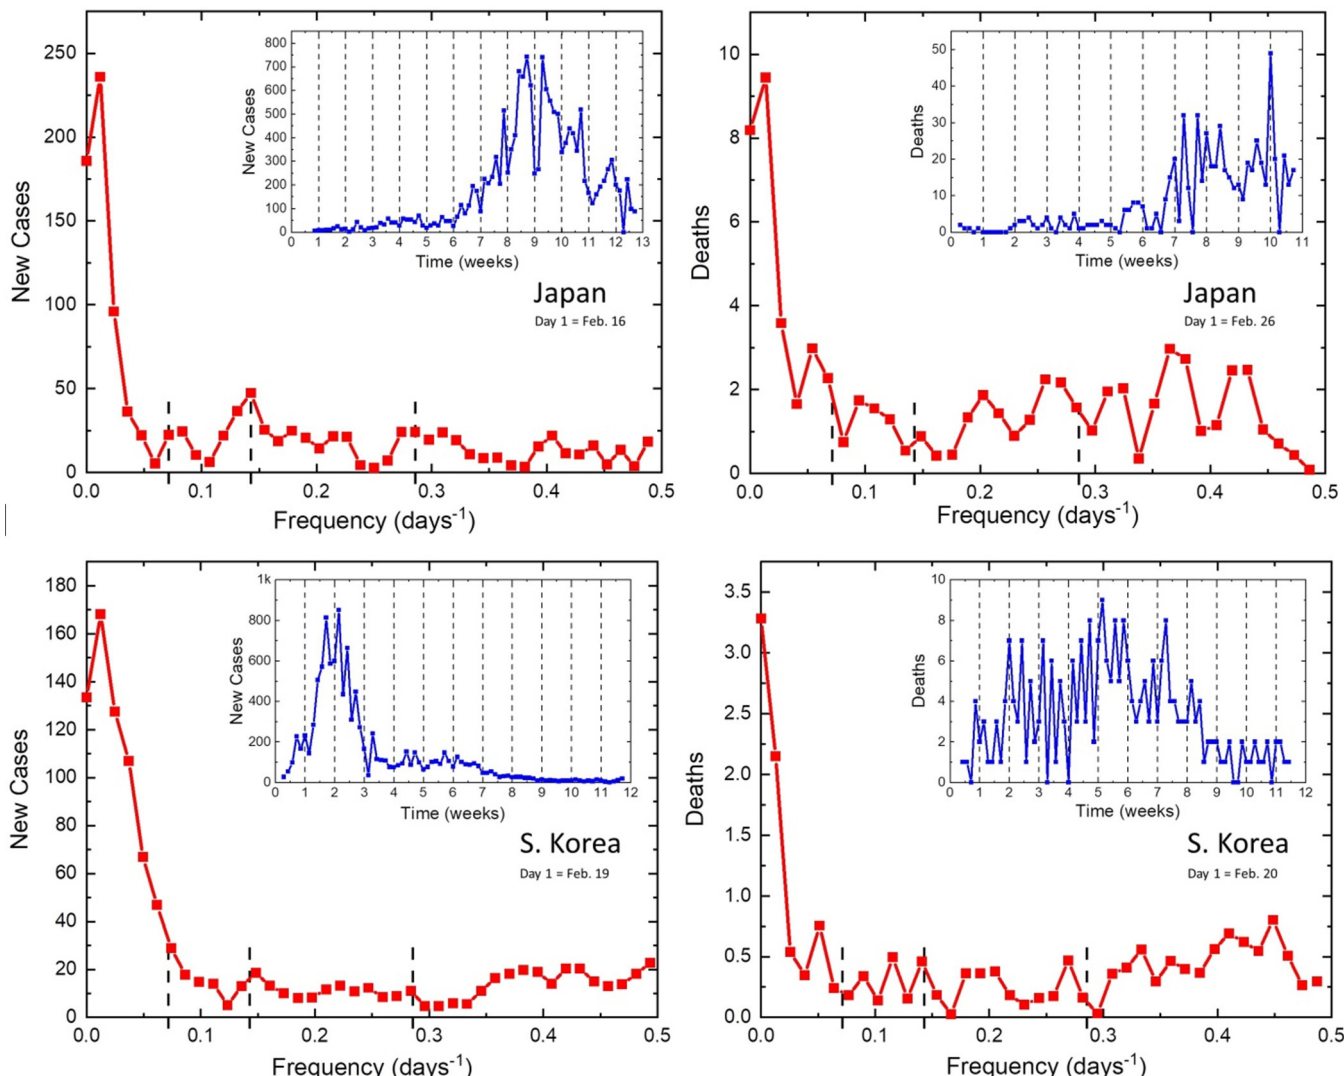 250
200
150
100
50
0
New Cases
0.0 0.1 0.2 0.3 0.4 0.5
Frequency (days-1)
800
700
600
500
400
300
200
100
0
New Cases
0 1 2 3 4 5 6 7 8 9 10 11 12 13
Time (weeks)
Japan
Day 1 = Feb. 16
10
8
6
4
2
0
Deaths
0.0 0.1 0.2 0.3 0.4 0.5
Frequency (days-1)
50
40
30
20
10
0
Deaths
0 1 2 3 4 5 6 7 8 9 10 11
Time (weeks)
Japan
Day 1 = Feb. 26
180
160
140
120
100
80
60
40
20
0
New Cases
0.0 0.1 0.2 0.3 0.4 0.5
Frequency (days-1)
1k
800
600
400
200
0
New Cases
0 1 2 3 4 5 6 7 8 9 10 11 12
Time (weeks)
S. Korea
Day 1 = Feb. 19
3.5
3.0
2.5
2.0
1.5
1.0
0.5
0.0
Deaths
0.0 0.1 0.2 0.3 0.4 0.5
Frequency (days-1)
10
8
6
4
2
0
Deaths
0 1 2 3 4 5 6 7 8 9 10 11 12
Time (weeks)
S. Korea
Day 1 = Feb. 20